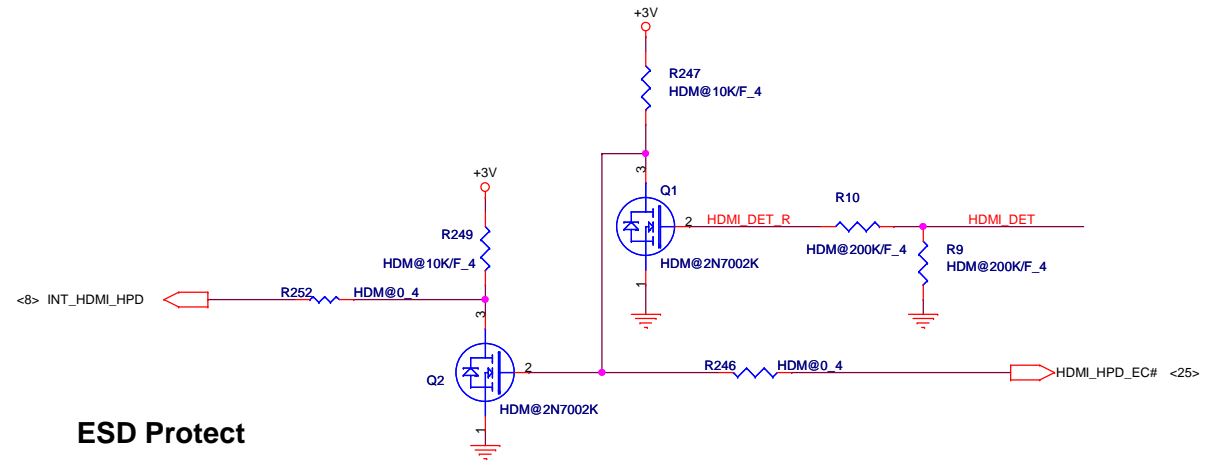 +3V
R247
HDM@10K/F_4
+3V
3
Q1
R10
2
HDMI_DET_R
HDMI_DET
R249
HDM@10K/F_4
HDM@200K/F_4
R9
HDM@200K/F_4
HDM@2N7002K
1
<8> INT_HDMI_HPD
R252
HDM@0_4
3
Q2
2
R246
HDM@0_4
HDMI_HPD_EC# <25>
HDM@2N7002K
1
ESD Protect